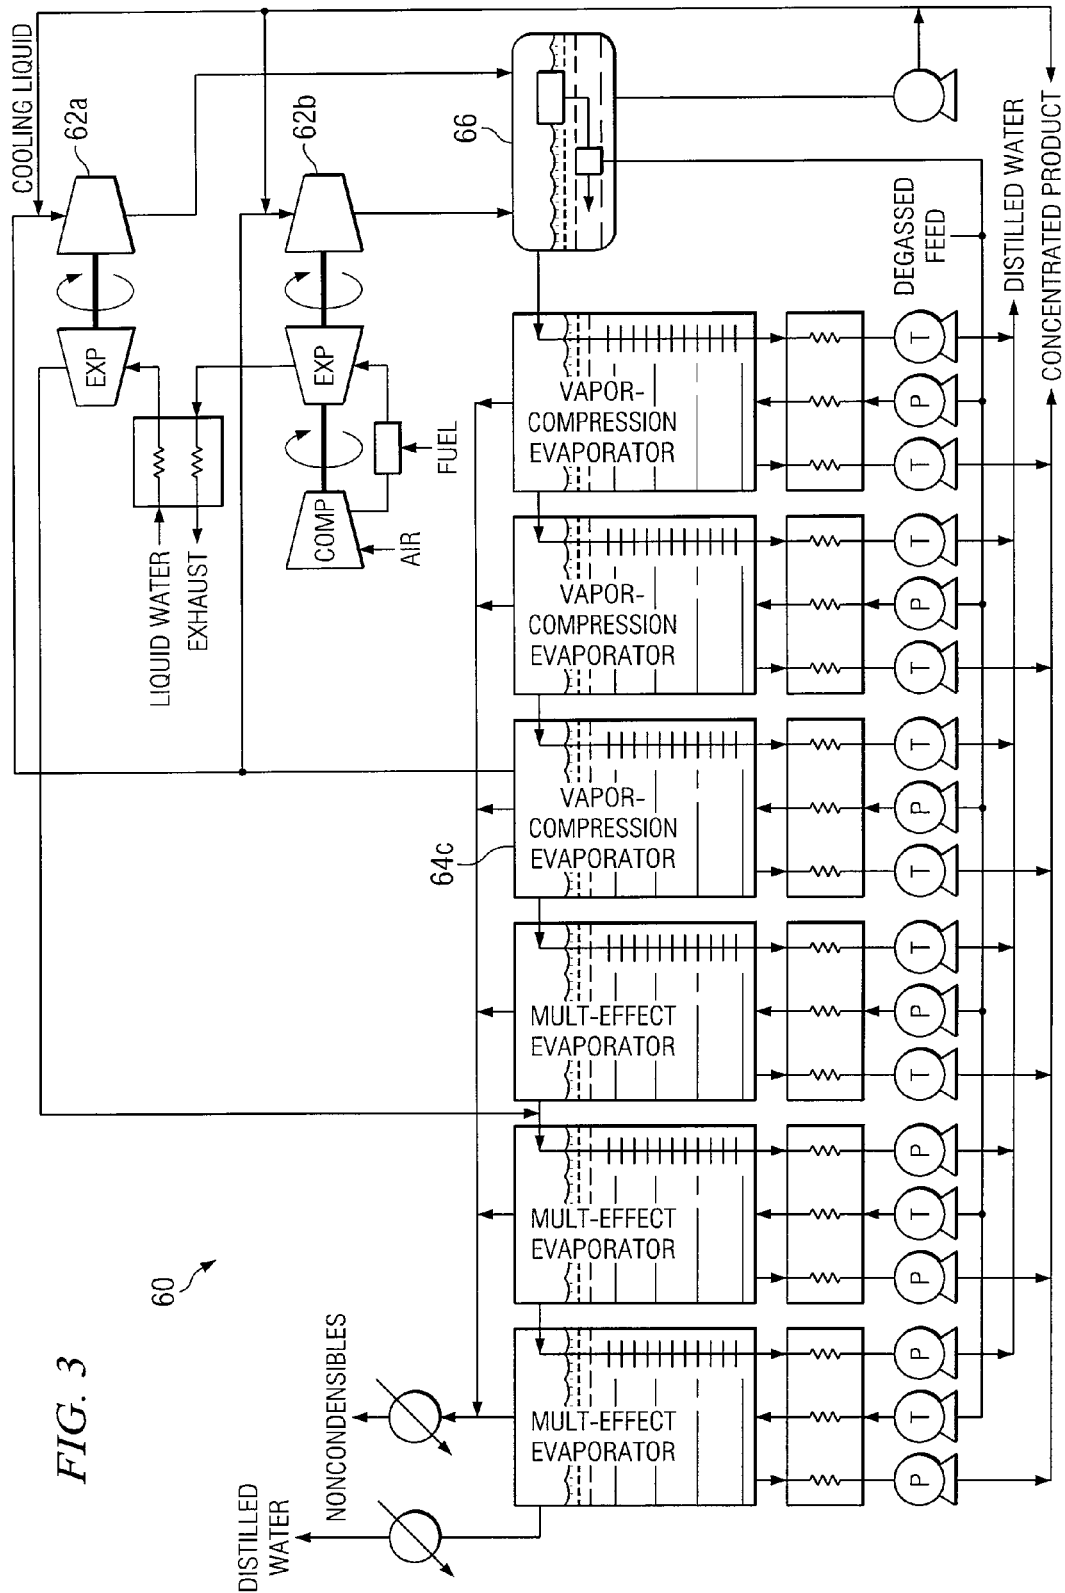 FIG. 3
60
COOLING LIQUID
62a
EXP
LIQUID WATER
EXHAUST
62b
EXP
COMP
FUEL
AIR
66
DISTILLED
WATER
NONCONDENSIBLES
MULT-EFFECT
EVAPORATOR
MULT-EFFECT
EVAPORATOR
MULT-EFFECT
EVAPORATOR
64c
VAPOR-
COMPRESSION
EVAPORATOR
VAPOR-
COMPRESSION
EVAPORATOR
VAPOR-
COMPRESSION
EVAPORATOR
P
T
P
P
T
P
T
P
T
T
P
T
T
P
T
T
P
T
DEGASSED
FEED
DISTILLED WATER
CONCENTRATED PRODUCT